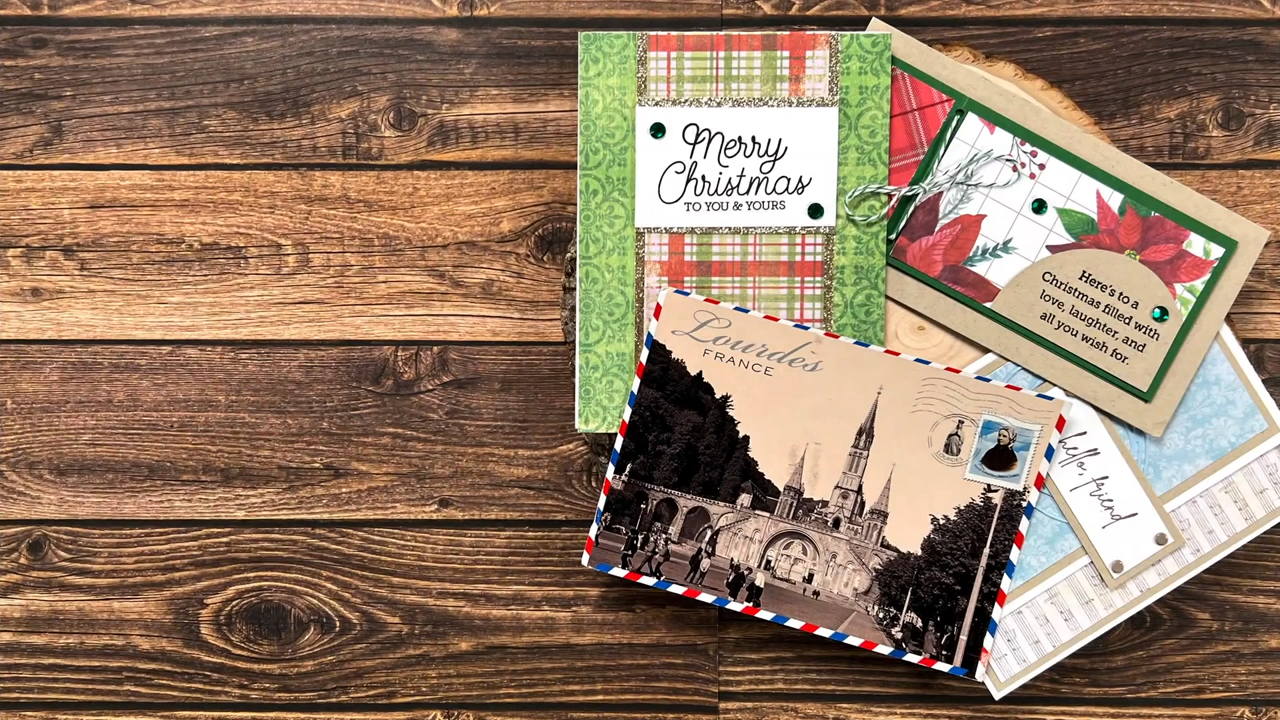 Merry
Christmas
TO YOU & YOURS
Here's to a
Christmas filled with
love, laughter, and
all you wish for.
Lourdes
FRANCE
LOURDES
hello, friend